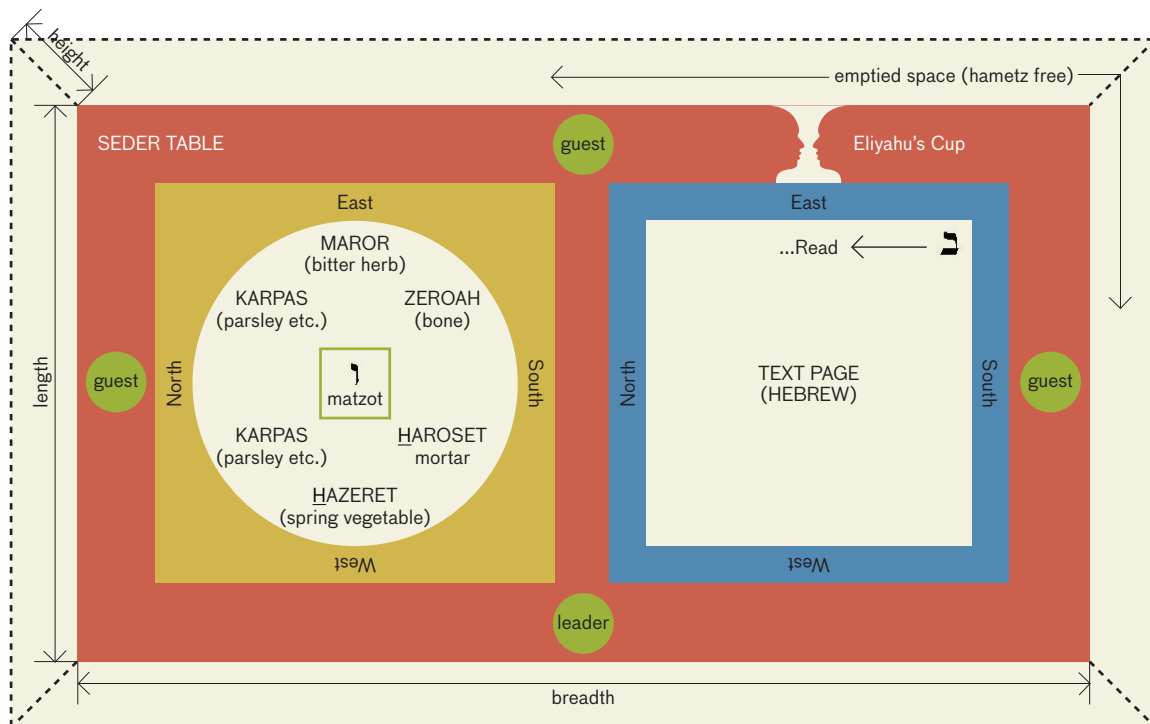 height
emptied space (hametz free)
SEDER TABLE
guest
Eliyahu's Cup
East
East
MAROR
(bitter herb)
...Read
ב
KARPAS
(parsley etc.)
ZEROAH
(bone)
length
guest
North
ו
matzot
South
North
TEXT PAGE
(HEBREW)
South
guest
KARPAS
(parsley etc.)
HAROSET
mortar
HAZERET
(spring vegetable)
West
West
leader
breadth